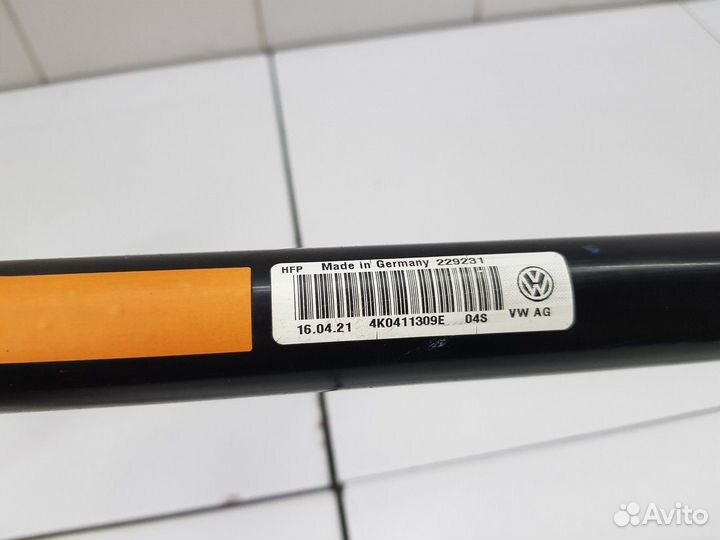 HFP Made in Germany 229231
16.04.21 4K0411309E 04S VW AG
Avito